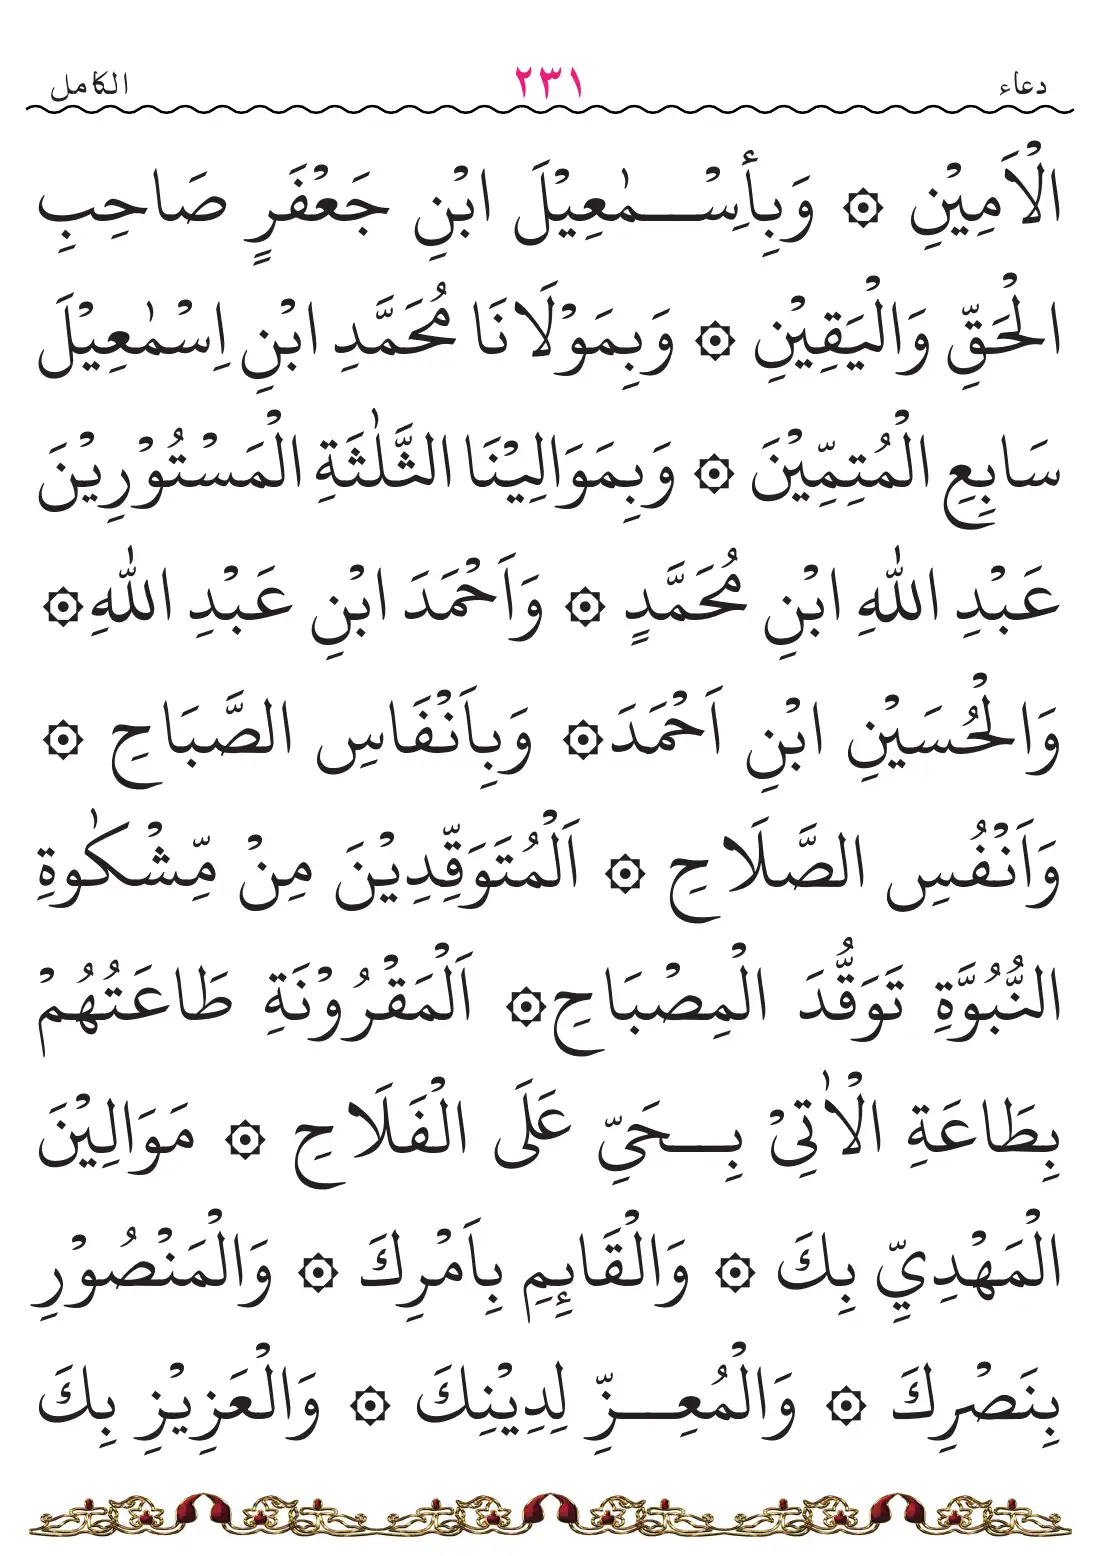 دعاء ٢٣١ الكامل
الْاَمِيْنِ ۞ وَبِأَسِْــمٰعِيْلَ ابْنِ جَعْفَرٍ صَاحِبِ
الْحَقِّ وَالْيَقِيْنِ ۞ وَبِمَوْلَانَا مُحَمَّدِ ابْنِ اِسْمٰعِيْلَ
سَابِعِ الْمُتِمِّيْنَ ۞ وَبِمَوَالِيْنَا الثَّلٰثَةِ الْمَسْتُوْرِيْنَ
عَبْدِ اللّٰهِ ابْنِ مُحَمَّدٍ ۞ وَاَحْمَدَ ابْنِ عَبْدِ اللّٰهِ ۞
وَالْحُسَيْنِ ابْنِ اَحْمَدَ ۞ وَبِاَنْفَاسِ الصَّبَاحِ ۞
وَاَنْفُسِ الصَّلَاحِ ۞ اَلْمُتَوَقِّدِيْنَ مِنْ مِّشْكٰوةِ
النُّبُوَّةِ تَوَقُّدَ الْمِصْبَاحِ ۞ اَلْمَقْرُوْنَةِ طَاعَتُهُمْ
بِطَاعَةِ الْاٰتِىْ بِــحَيِّ عَلَى الْفَلَاحِ ۞ مَوَالِيْنَ
الْمَهْدِيِّ بِكَ ۞ وَالْقَايِٕمِ بِاَمْرِكَ ۞ وَالْمَنْصُوْرِ
بِنَصْرِكَ ۞ وَالْمُعِــزِّ لِدِيْنِكَ ۞ وَالْعَزِيْزِ بِكَ